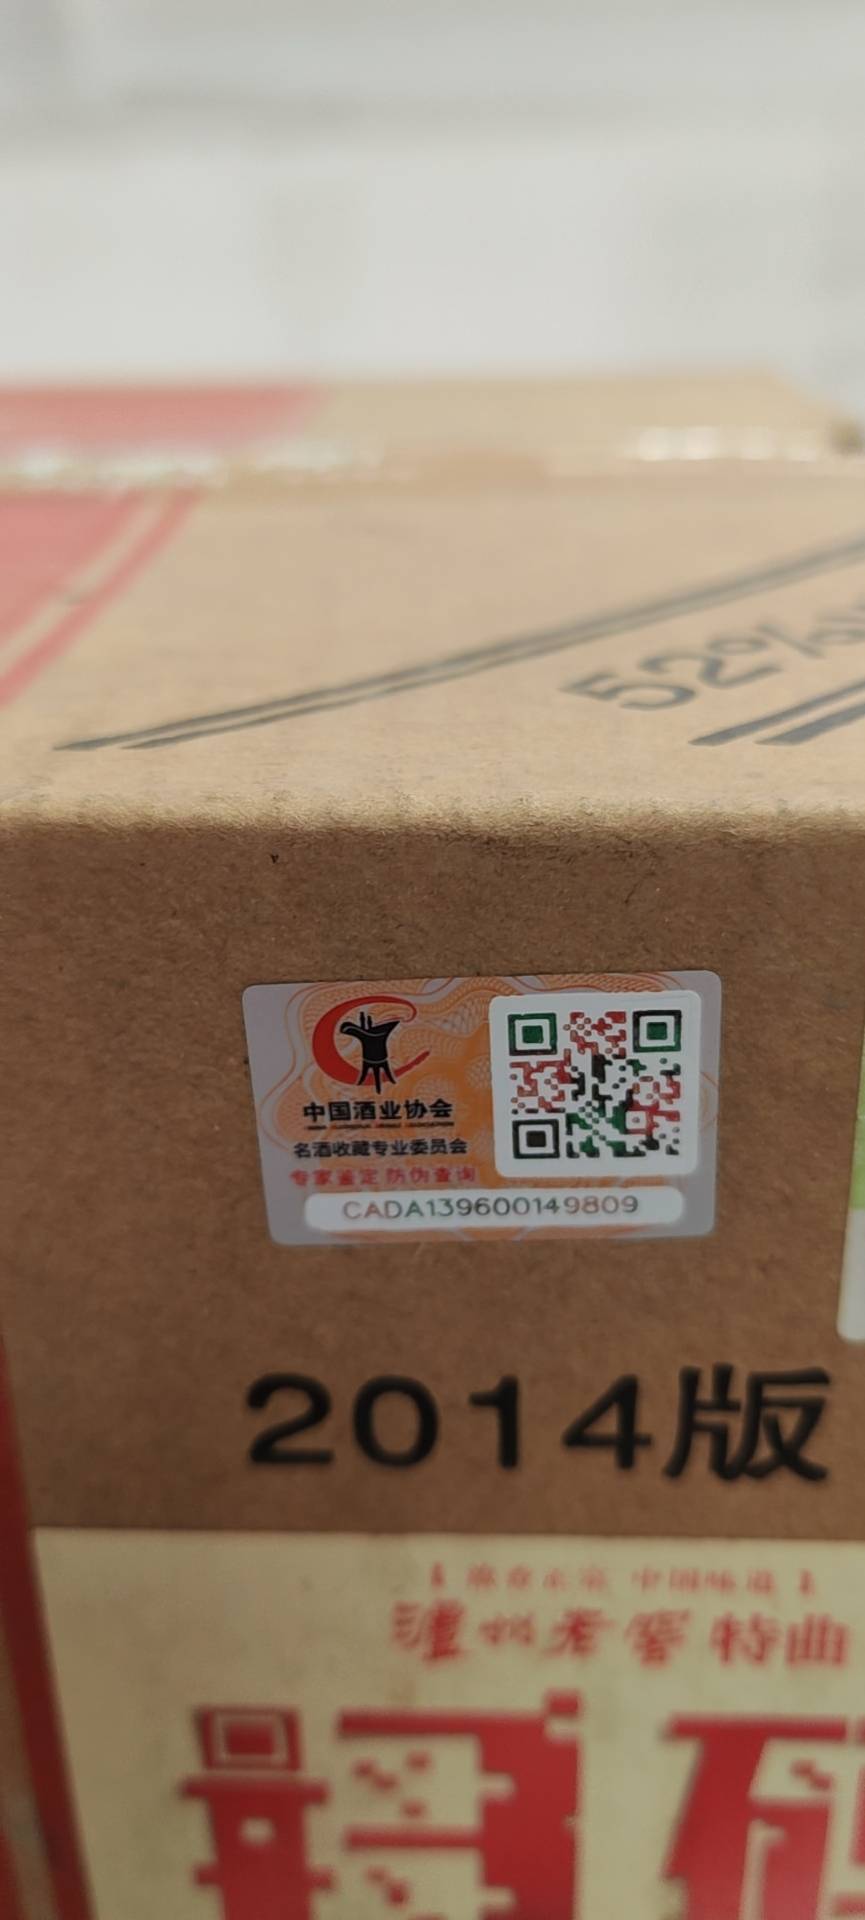 52%
中国酒业协会
名酒收藏专业委员会
专家鉴定 防伪查询
CADA139600149809
2014版
泸州老窖 特曲